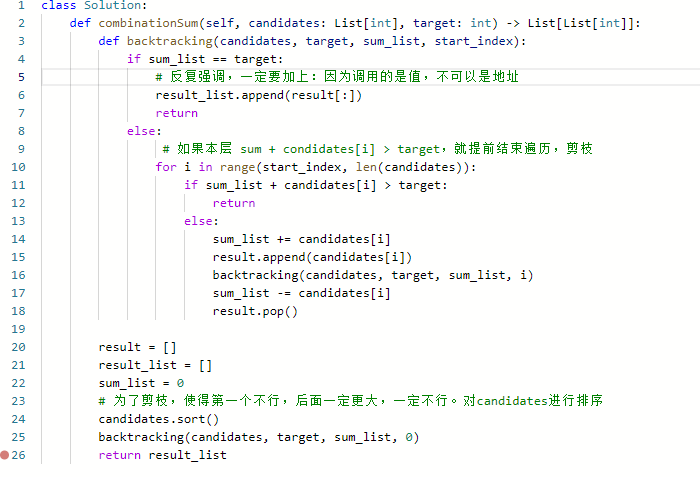 1 class Solution:
2     def combinationSum(self, candidates: List[int], target: int) -> List[List[int]]:
3         def backtracking(candidates, target, sum_list, start_index):
4             if sum_list == target:
5                 # 反复强调，一定要加上：因为调用的是值，不可以是地址
6                 result_list.append(result[:])
7                 return
8             else:
9                  # 如果本层 sum + condidates[i] > target，就提前结束遍历，剪枝
10                 for i in range(start_index, len(candidates)):
11                     if sum_list + candidates[i] > target:
12                         return
13                     else:
14                         sum_list += candidates[i]
15                         result.append(candidates[i])
16                         backtracking(candidates, target, sum_list, i)
17                         sum_list -= candidates[i]
18                         result.pop()
19
20         result = []
21         result_list = []
22         sum_list = 0
23         # 为了剪枝，使得第一个不行，后面一定更大，一定不行。对candidates进行排序
24         candidates.sort()
25         backtracking(candidates, target, sum_list, 0)
26         return result_list